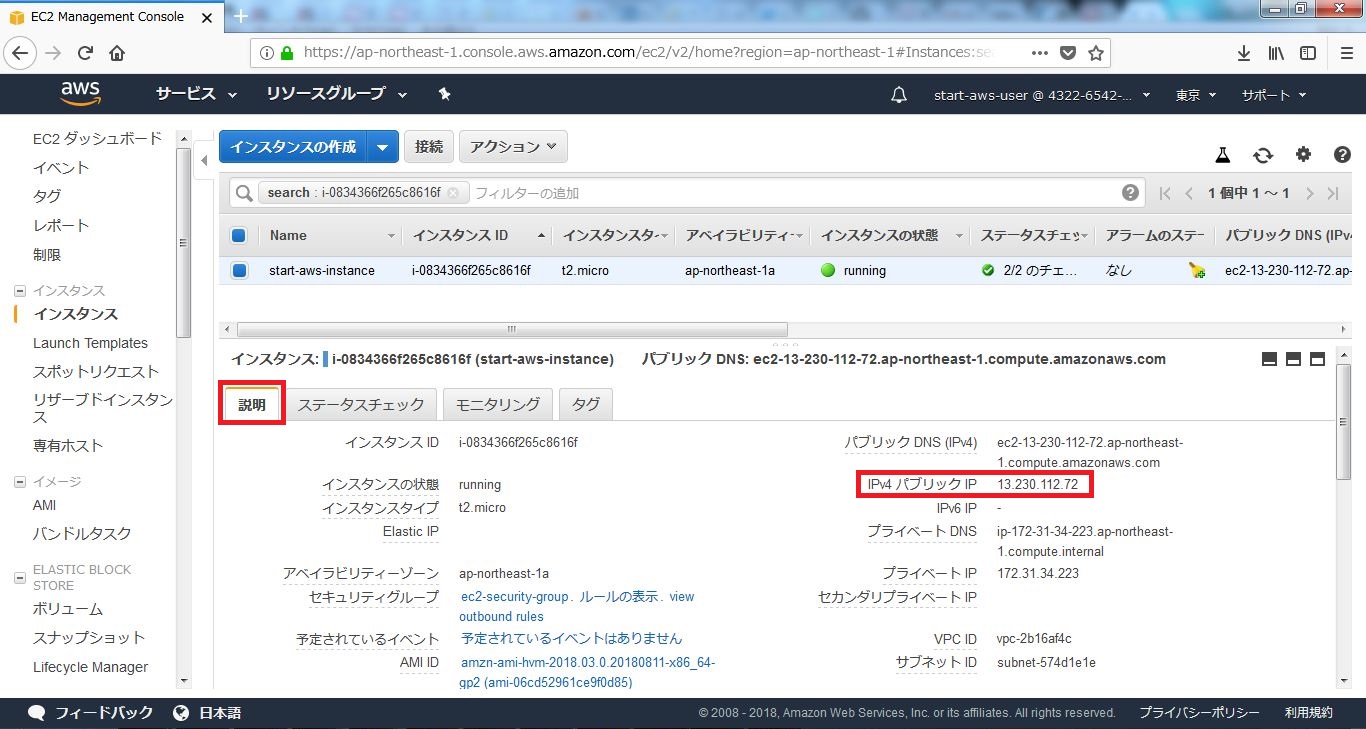 EC2 Management Console
https://ap-northeast-1.console.aws.amazon.com/ec2/v2/home?region=ap-northeast-1#Instances:se
aws サービス リソースグループ start-aws-user @ 4322-6542-... 東京 サポート
EC2 ダッシュボード
イベント
タグ
レポート
制限
インスタンス
インスタンス
Launch Templates
スポットリクエスト
リザーブドインスタン
ス
専有ホスト
イメージ
AMI
バンドルタスク
ELASTIC BLOCK
STORE
ボリューム
スナップショット
Lifecycle Manager
インスタンスの作成 接続 アクション
search : i-0834366f265c8616f フィルターの追加 1 個中 1 ～ 1
Name インスタンス ID インスタンスタ- アベイラビリティ- インスタンスの状態 ステータスチェッ アラームのステー パブリック DNS (IPv4
start-aws-instance i-0834366f265c8616f t2.micro ap-northeast-1a running 2/2 のチェ... なし ec2-13-230-112-72.ap-
インスタンス: i-0834366f265c8616f (start-aws-instance) パブリック DNS: ec2-13-230-112-72.ap-northeast-1.compute.amazonaws.com
説明 ステータスチェック モニタリング タグ
インスタンス ID i-0834366f265c8616f
インスタンスの状態 running
インスタンスタイプ t2.micro
Elastic IP
アベイラビリティーゾーン ap-northeast-1a
セキュリティグループ ec2-security-group. ルールの表示. view
outbound rules
予定されているイベント 予定されているイベントはありません
AMI ID amzn-ami-hvm-2018.03.0.20180811-x86_64-
gp2 (ami-06cd52961ce9f0d85)
パブリック DNS (IPv4) ec2-13-230-112-72.ap-northeast-
1.compute.amazonaws.com
IPv4 パブリック IP 13.230.112.72
IPv6 IP -
プライベート DNS ip-172-31-34-223.ap-northeast-
1.compute.internal
プライベート IP 172.31.34.223
セカンダリプライベート IP
VPC ID vpc-2b16af4c
サブネット ID subnet-574d1e1e
フィードバック 日本語 © 2008 - 2018, Amazon Web Services, Inc. or its affiliates. All rights reserved. プライバシーポリシー 利用規約